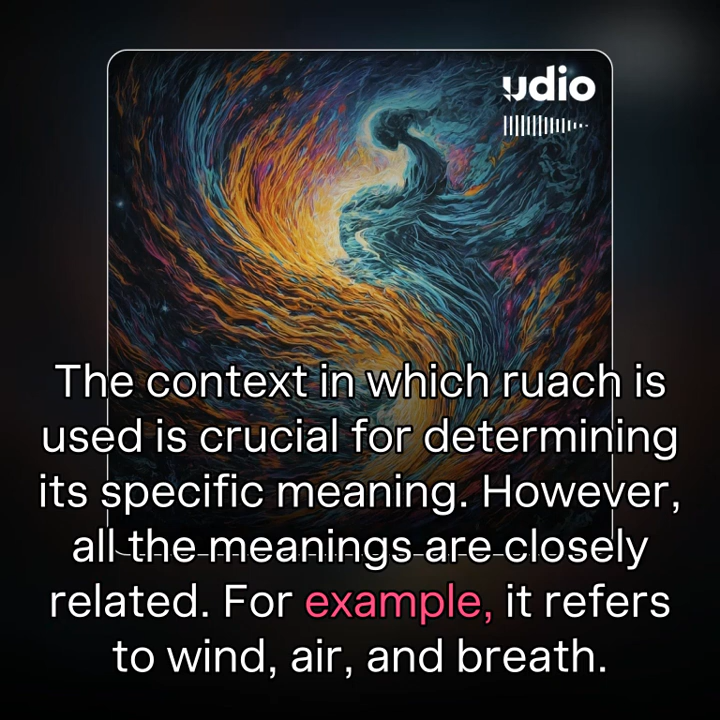 udio
The context in which ruach is
used is crucial for determining
its specific meaning. However,
all the meanings are closely
related. For example, it refers
to wind, air, and breath.